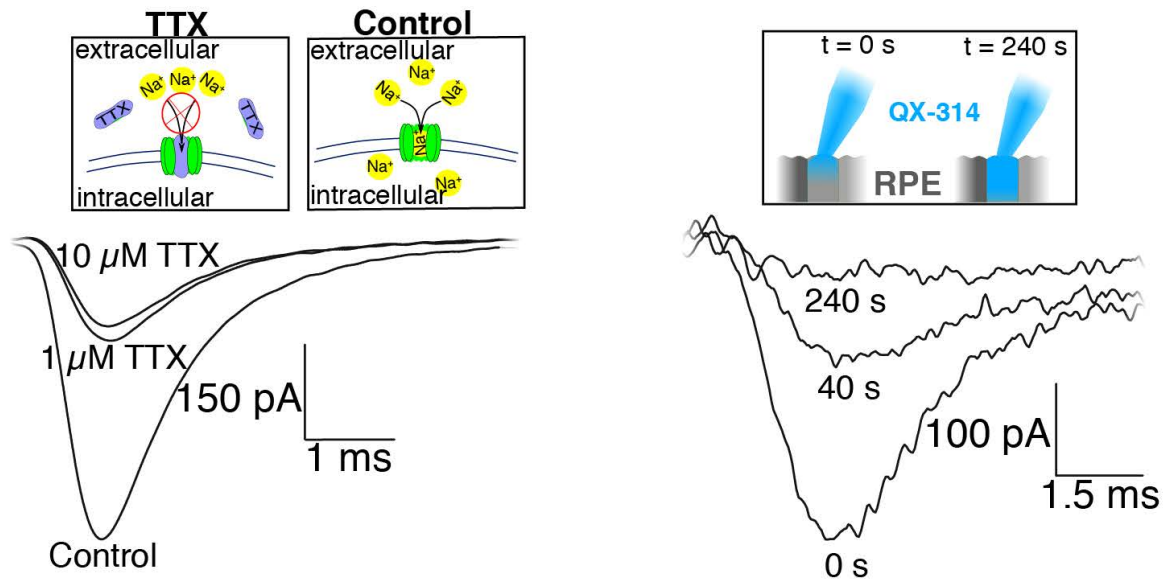 TTX
Control
extracellular
Na⁺ Na⁺ Na⁺
TTX
TTX
intracellular
extracellular
Na⁺
Na⁺ Na⁺
Na⁺
Na⁺
Na⁺
intracellular
10 µM TTX
1 µM TTX
150 pA
1 ms
Control
t = 0 s
t = 240 s
QX-314
RPE
240 s
40 s
100 pA
1.5 ms
0 s